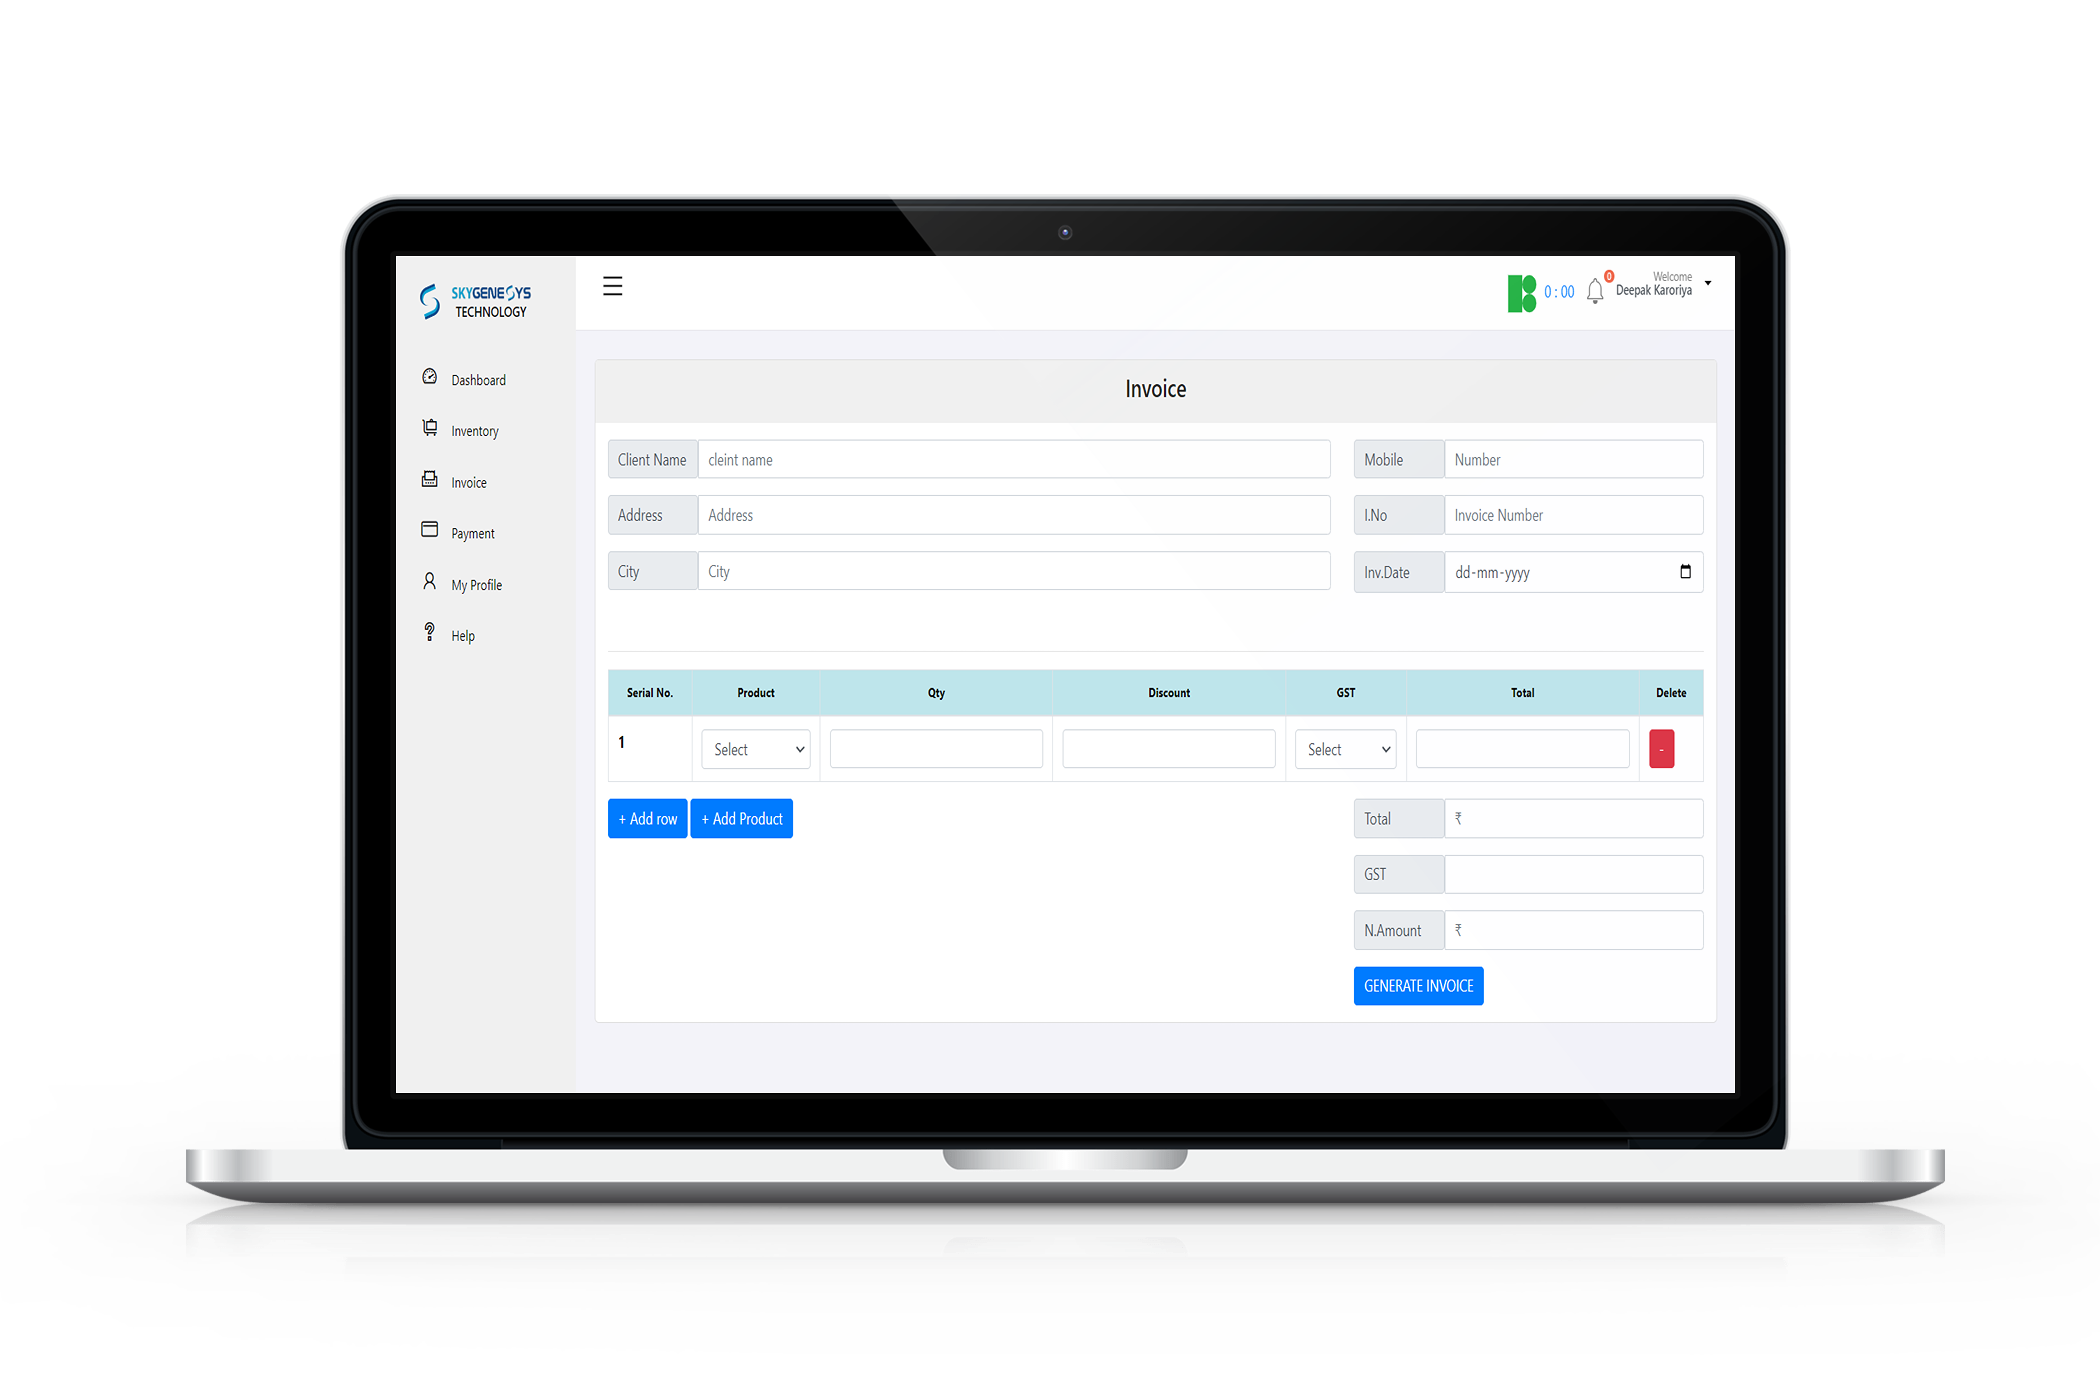 SKYGENESYS
TECHNOLOGY
0 : 00
0
Welcome
Deepak Karoriya
Dashboard
Inventory
Invoice
Payment
My Profile
Help
Invoice
Client Name cleint name
Mobile Number
Address Address
I.No Invoice Number
City City
Inv.Date dd-mm-yyyy
Serial No. Product Qty Discount GST Total Delete
1 Select Select -
+ Add row + Add Product
Total ₹
GST
N.Amount ₹
GENERATE INVOICE